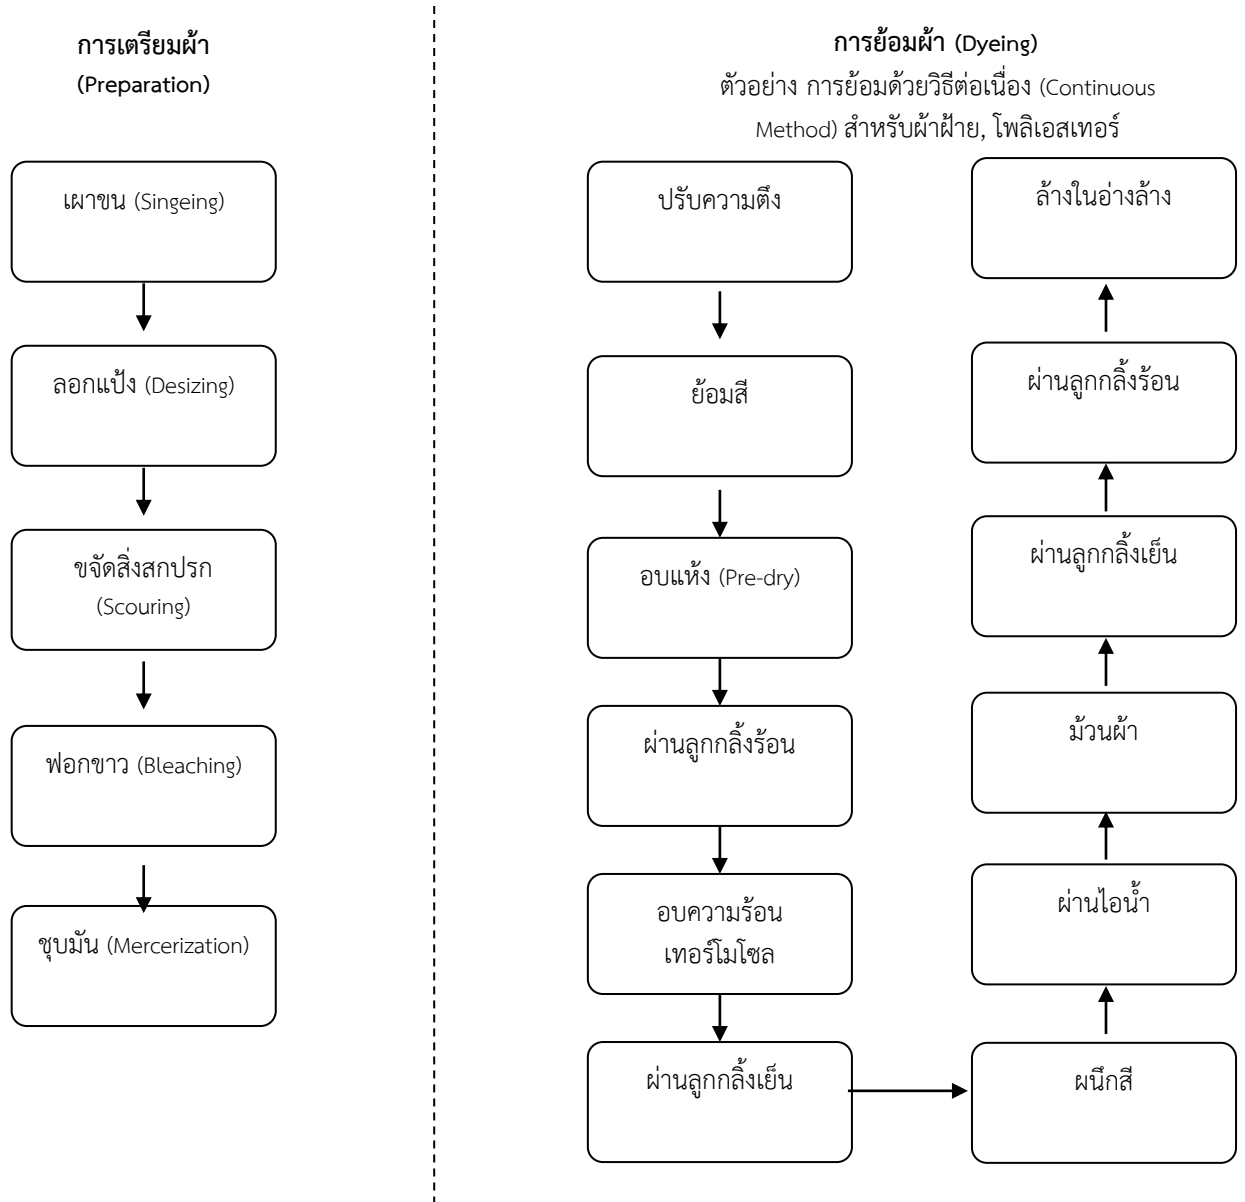 การเตรียมผ้า
(Preparation)
เผาขน (Singeing)
ลอกแป้ง (Desizing)
ขจัดสิ่งสกปรก
(Scouring)
ฟอกขาว (Bleaching)
ชุบมัน (Mercerization)
การย้อมผ้า (Dyeing)
ตัวอย่าง การย้อมด้วยวิธีต่อเนื่อง (Continuous
Method) สำหรับผ้าฝ้าย, โพลิเอสเทอร์
ปรับความตึง
ย้อมสี
อบแห้ง (Pre-dry)
ผ่านลูกกลิ้งร้อน
อบความร้อน
เทอร์โมโซล
ผ่านลูกกลิ้งเย็น
ผนึกสี
ผ่านไอน้ำ
ม้วนผ้า
ผ่านลูกกลิ้งเย็น
ผ่านลูกกลิ้งร้อน
ล้างในอ่างล้าง